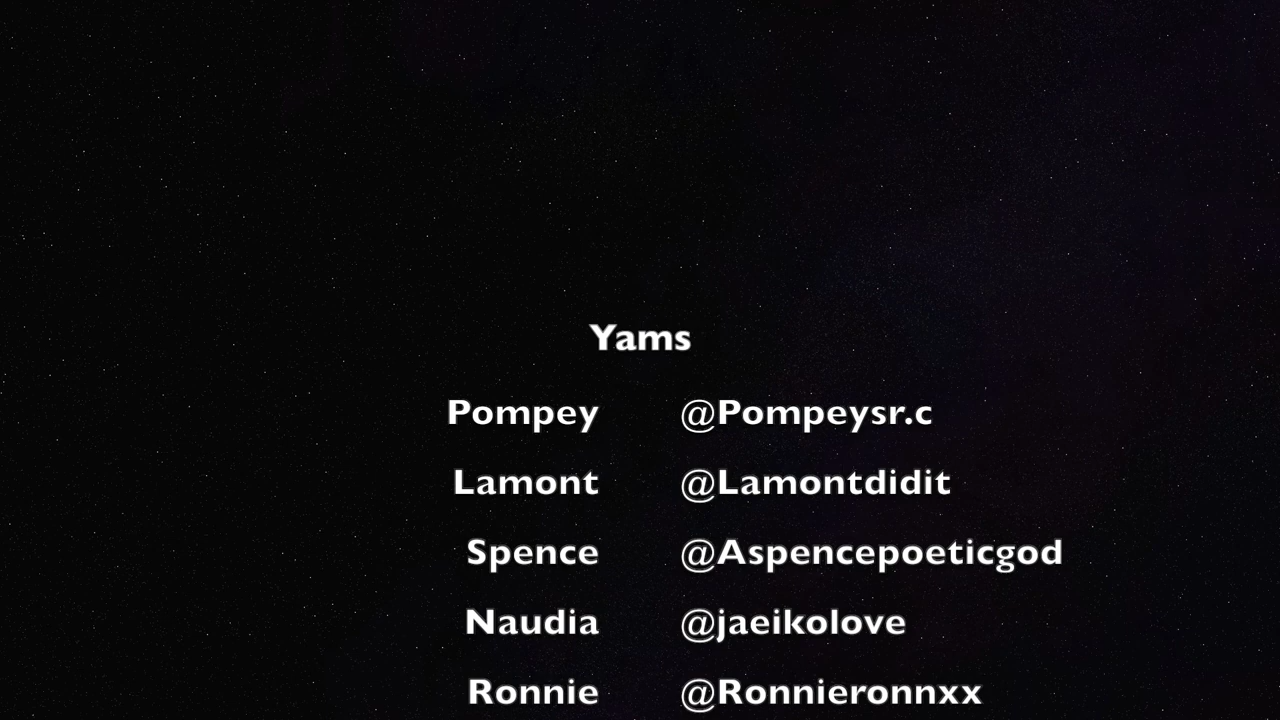 Yams
Pompey @Pompeysr.c
Lamont @Lamontdidit
Spence @Aspencepoeticgod
Naudia @jaeikolove
Ronnie @Ronnieronnxx